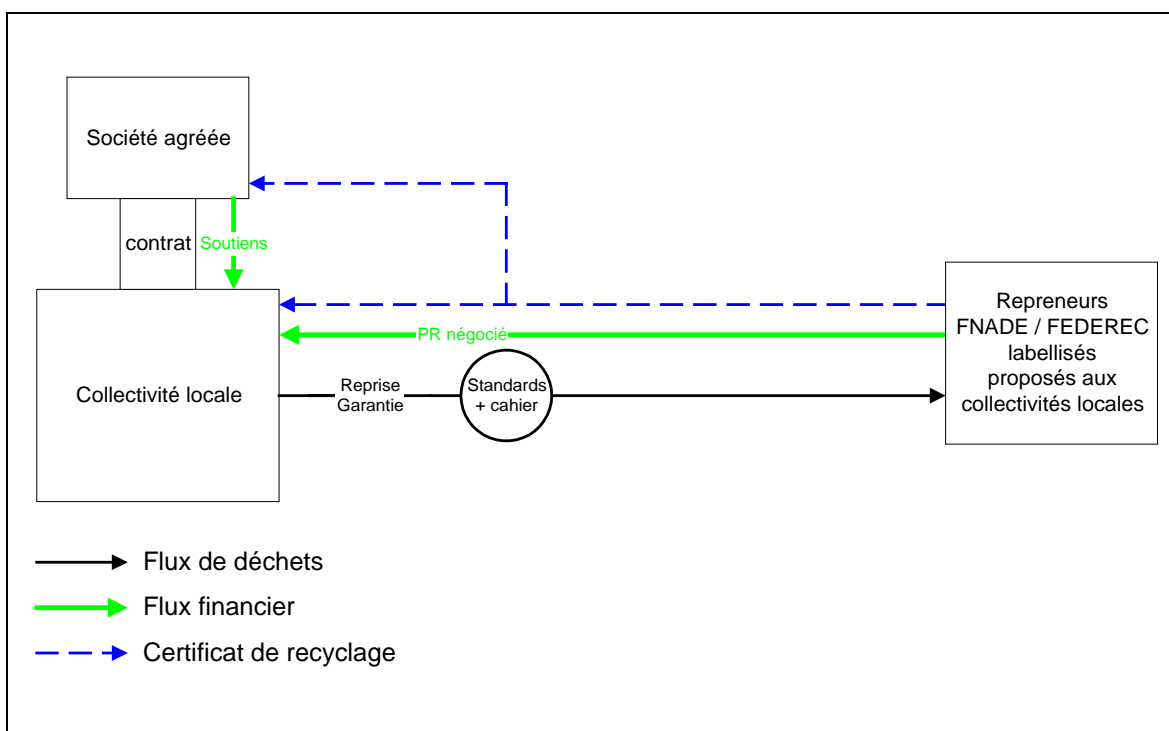 Société agréée
contrat
Soutiens
Collectivité locale
PR négocié
Reprise
Garantie
Standards
+ cahier
Repreneurs
FNADE / FEDEREC
labellisés
proposés aux
collectivités locales
Flux de déchets
Flux financier
Certificat de recyclage